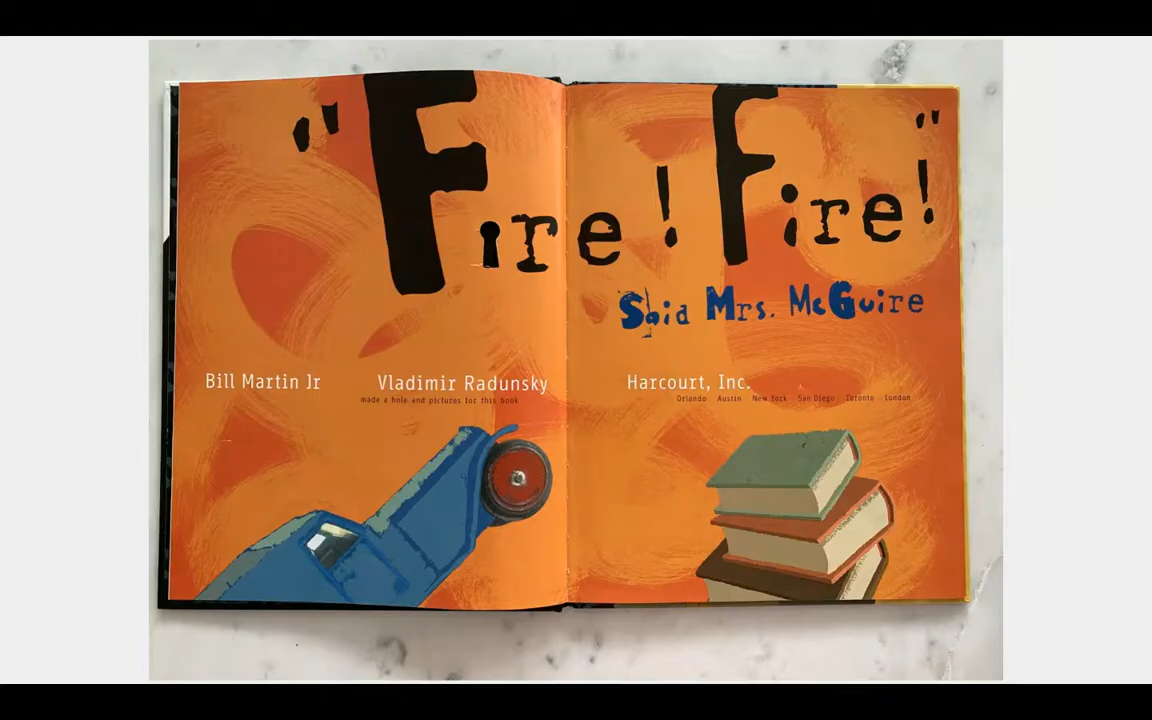 "Fire! Fire!"
Said Mrs. McGuire
Bill Martin Jr
Vladimir Radunsky
made a hole and pictures for this book
Harcourt, Inc.
Orlando Austin New York San Diego Toronto London